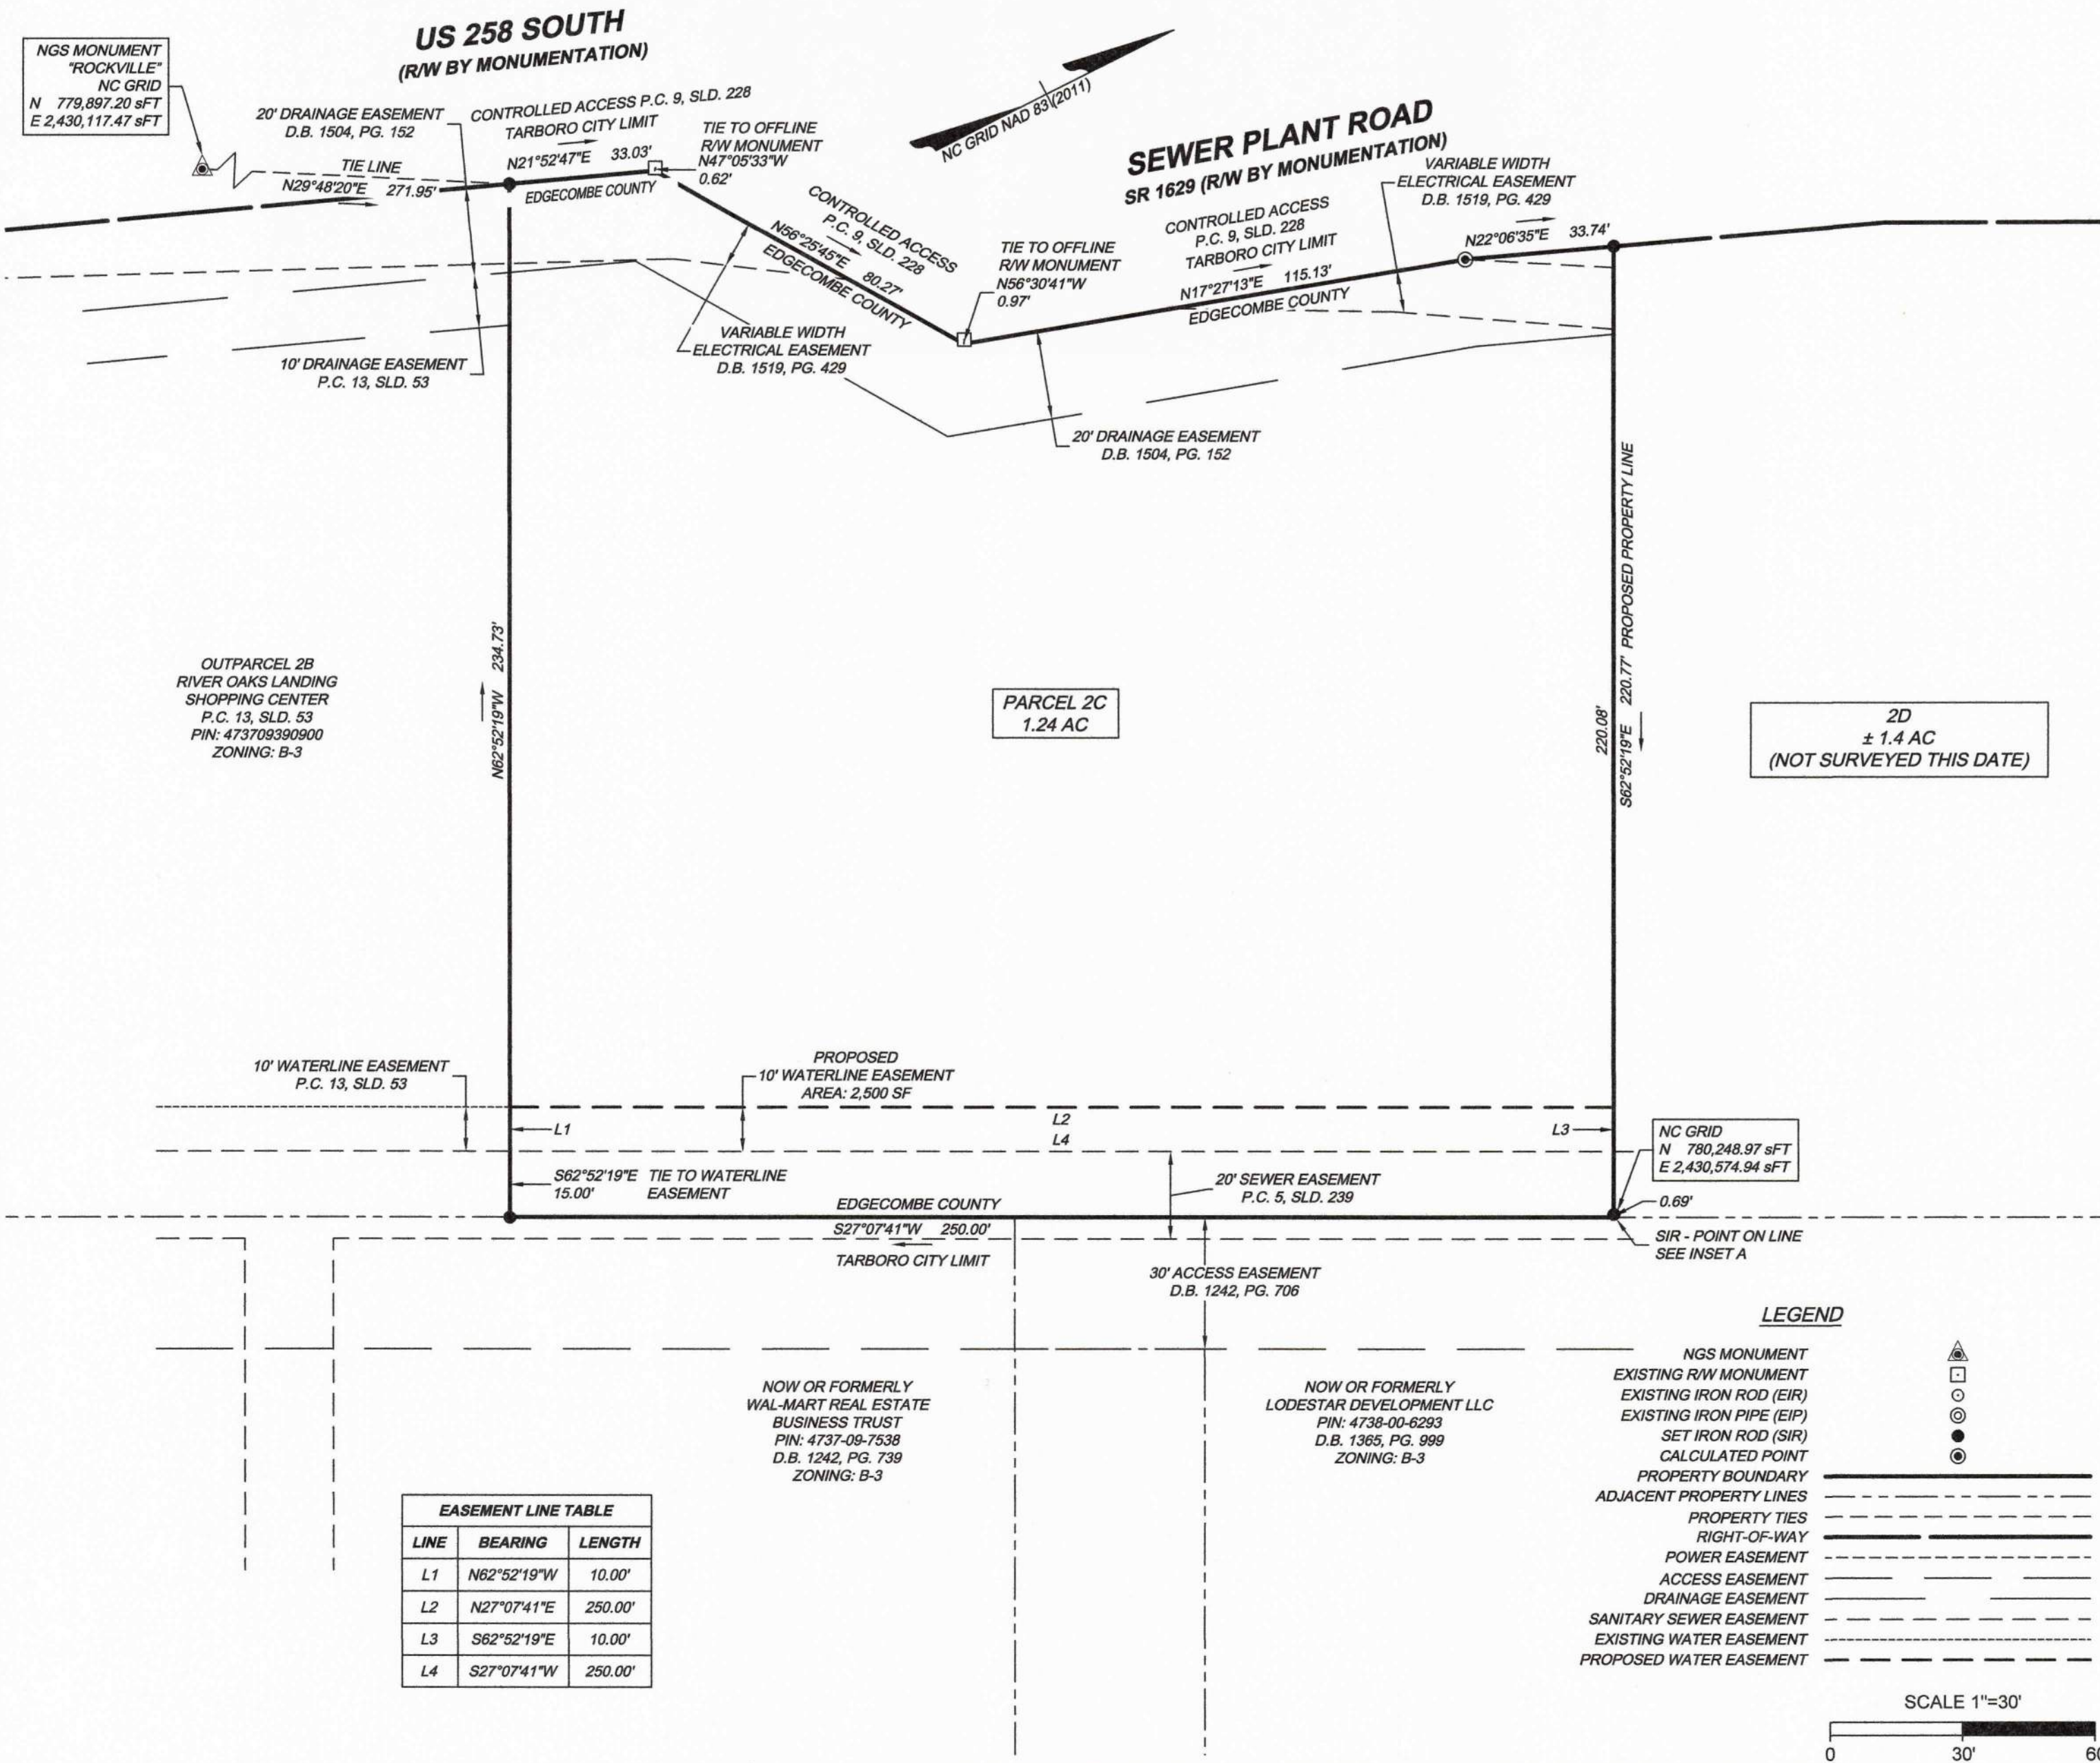 US 258 SOUTH
(R/W BY MONUMENTATION)
NGS MONUMENT
"ROCKVILLE"
NC GRID
N 779,897.20 sFT
E 2,430,117.47 sFT
20' DRAINAGE EASEMENT
D.B. 1504, PG. 152
CONTROLLED ACCESS P.C. 9, SLD. 228
TARBORO CITY LIMIT
N21°52'47"E 33.03'
EDGECOMBE COUNTY
TIE LINE
N29°48'20"E 271.95'
TIE TO OFFLINE
R/W MONUMENT
N47°05'33"W
0.62'
NC GRID NAD 83 (2011)
SEWER PLANT ROAD
SR 1629 (R/W BY MONUMENTATION)
CONTROLLED ACCESS
P.C. 9, SLD. 228
N56°25'45"E 80.27'
EDGECOMBE COUNTY
TIE TO OFFLINE
R/W MONUMENT
N56°30'41"W
0.97'
CONTROLLED ACCESS
P.C. 9, SLD. 228
TARBORO CITY LIMIT
N17°27'13"E 115.13'
EDGECOMBE COUNTY
VARIABLE WIDTH
ELECTRICAL EASEMENT
D.B. 1519, PG. 429
N22°06'35"E 33.74'
10' DRAINAGE EASEMENT
P.C. 13, SLD. 53
VARIABLE WIDTH
ELECTRICAL EASEMENT
D.B. 1519, PG. 429
20' DRAINAGE EASEMENT
D.B. 1504, PG. 152
OUTPARCEL 2B
RIVER OAKS LANDING
SHOPPING CENTER
P.C. 13, SLD. 53
PIN: 473709390900
ZONING: B-3
N62°52'19"W 234.73'
PARCEL 2C
1.24 AC
220.08'
S62°52'19"E 220.77' PROPOSED PROPERTY LINE
2D
± 1.4 AC
(NOT SURVEYED THIS DATE)
10' WATERLINE EASEMENT
P.C. 13, SLD. 53
PROPOSED
10' WATERLINE EASEMENT
AREA: 2,500 SF
L1
L2
L4
L3
NC GRID
N 780,248.97 sFT
E 2,430,574.94 sFT
S62°52'19"E TIE TO WATERLINE
15.00' EASEMENT
20' SEWER EASEMENT
P.C. 5, SLD. 239
0.69'
EDGECOMBE COUNTY
S27°07'41"W 250.00'
TARBORO CITY LIMIT
SIR - POINT ON LINE
SEE INSET A
30' ACCESS EASEMENT
D.B. 1242, PG. 706
NOW OR FORMERLY
WAL-MART REAL ESTATE
BUSINESS TRUST
PIN: 4737-09-7538
D.B. 1242, PG. 739
ZONING: B-3
NOW OR FORMERLY
LODESTAR DEVELOPMENT LLC
PIN: 4738-00-6293
D.B. 1365, PG. 999
ZONING: B-3
EASEMENT LINE TABLE
LINE BEARING LENGTH
L1 N62°52'19"W 10.00'
L2 N27°07'41"E 250.00'
L3 S62°52'19"E 10.00'
L4 S27°07'41"W 250.00'
LEGEND
NGS MONUMENT
EXISTING R/W MONUMENT
EXISTING IRON ROD (EIR)
EXISTING IRON PIPE (EIP)
SET IRON ROD (SIR)
CALCULATED POINT
PROPERTY BOUNDARY
ADJACENT PROPERTY LINES
PROPERTY TIES
RIGHT-OF-WAY
POWER EASEMENT
ACCESS EASEMENT
DRAINAGE EASEMENT
SANITARY SEWER EASEMENT
EXISTING WATER EASEMENT
PROPOSED WATER EASEMENT
SCALE 1"=30'
0 30'